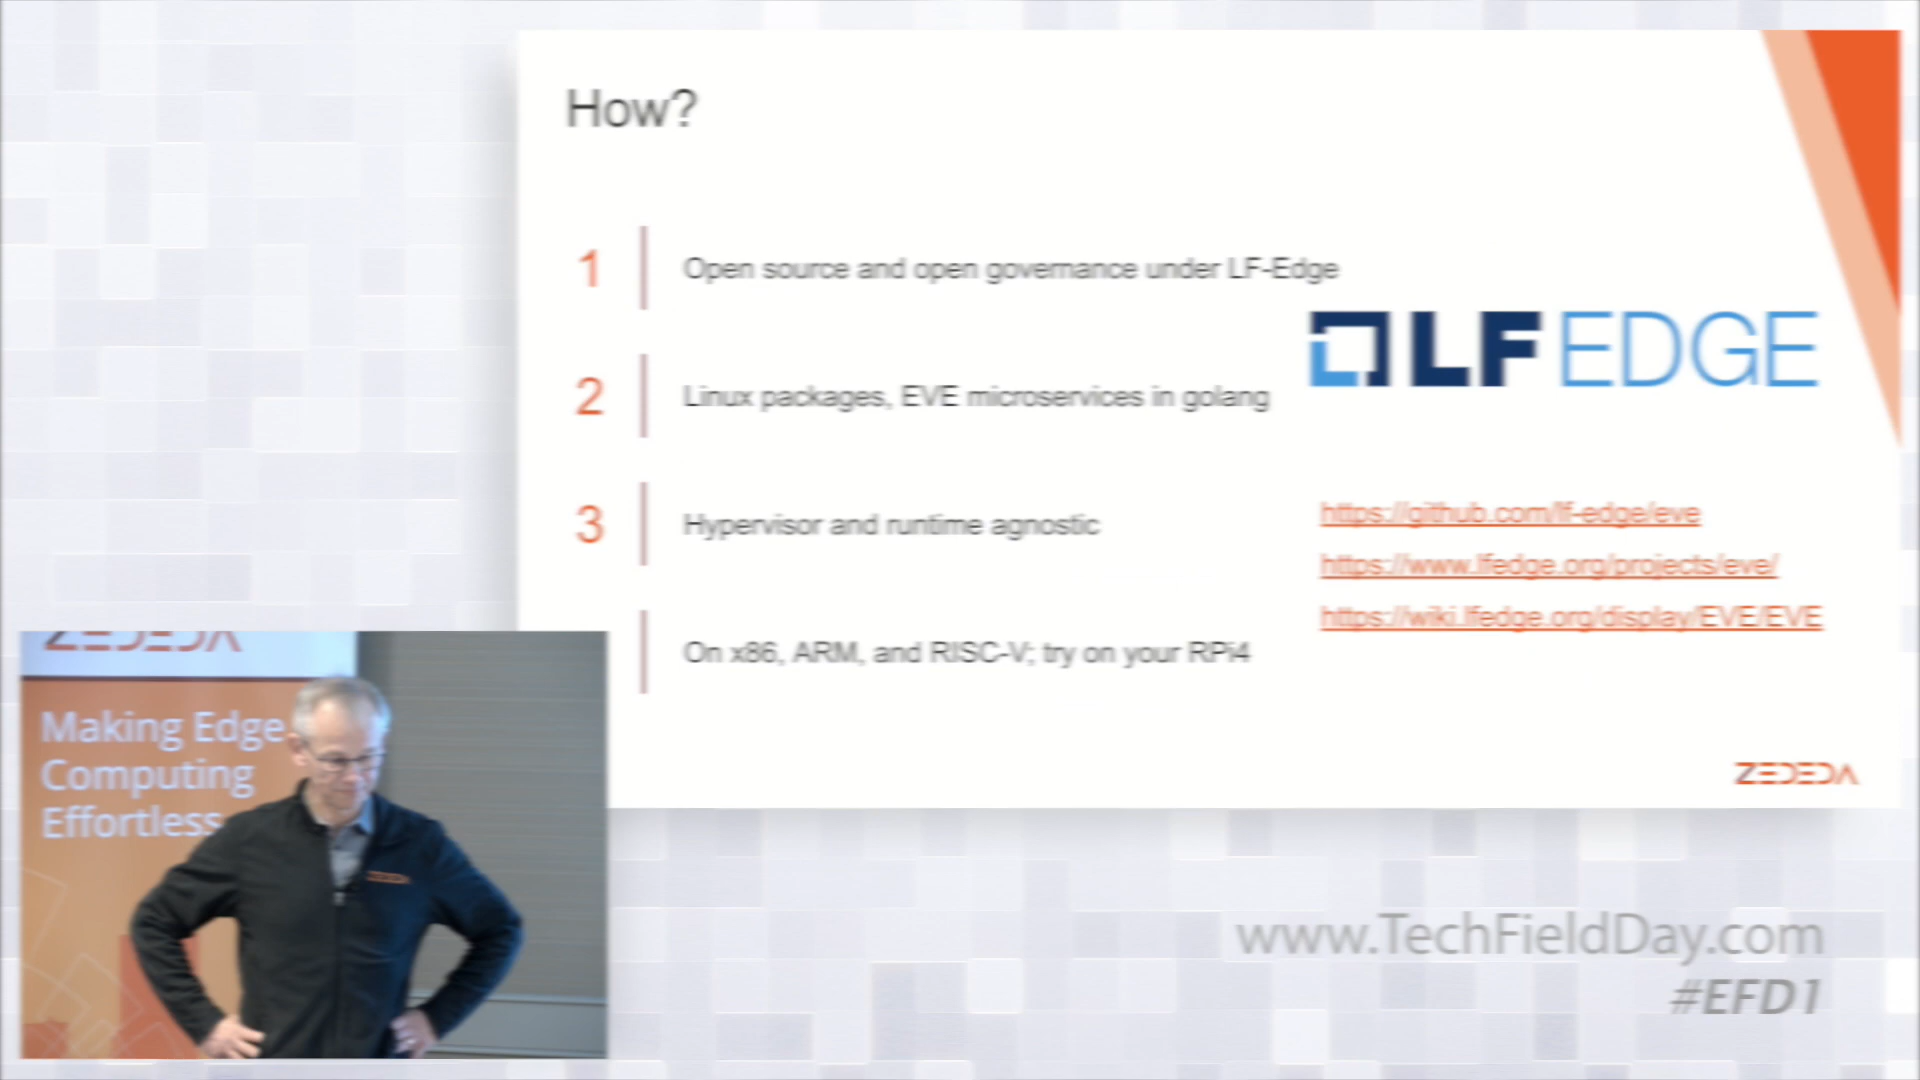 How?
1
Open source and open governance under LF-Edge
LF EDGE
2
Linux packages, EVE microservices in golang
3
Hypervisor and runtime agnostic
https://github.com/lf-edge/eve
https://www.lfedge.org/projects/eve/
https://wiki.lfedge.org/display/EVE/EVE
On x86, ARM, and RISC-V; try on your RPi4
ZEDEDA
ZEDEDA
Making Edge
Computing
Effortless
ZEDEDA
www.TechFieldDay.com
#EFD1